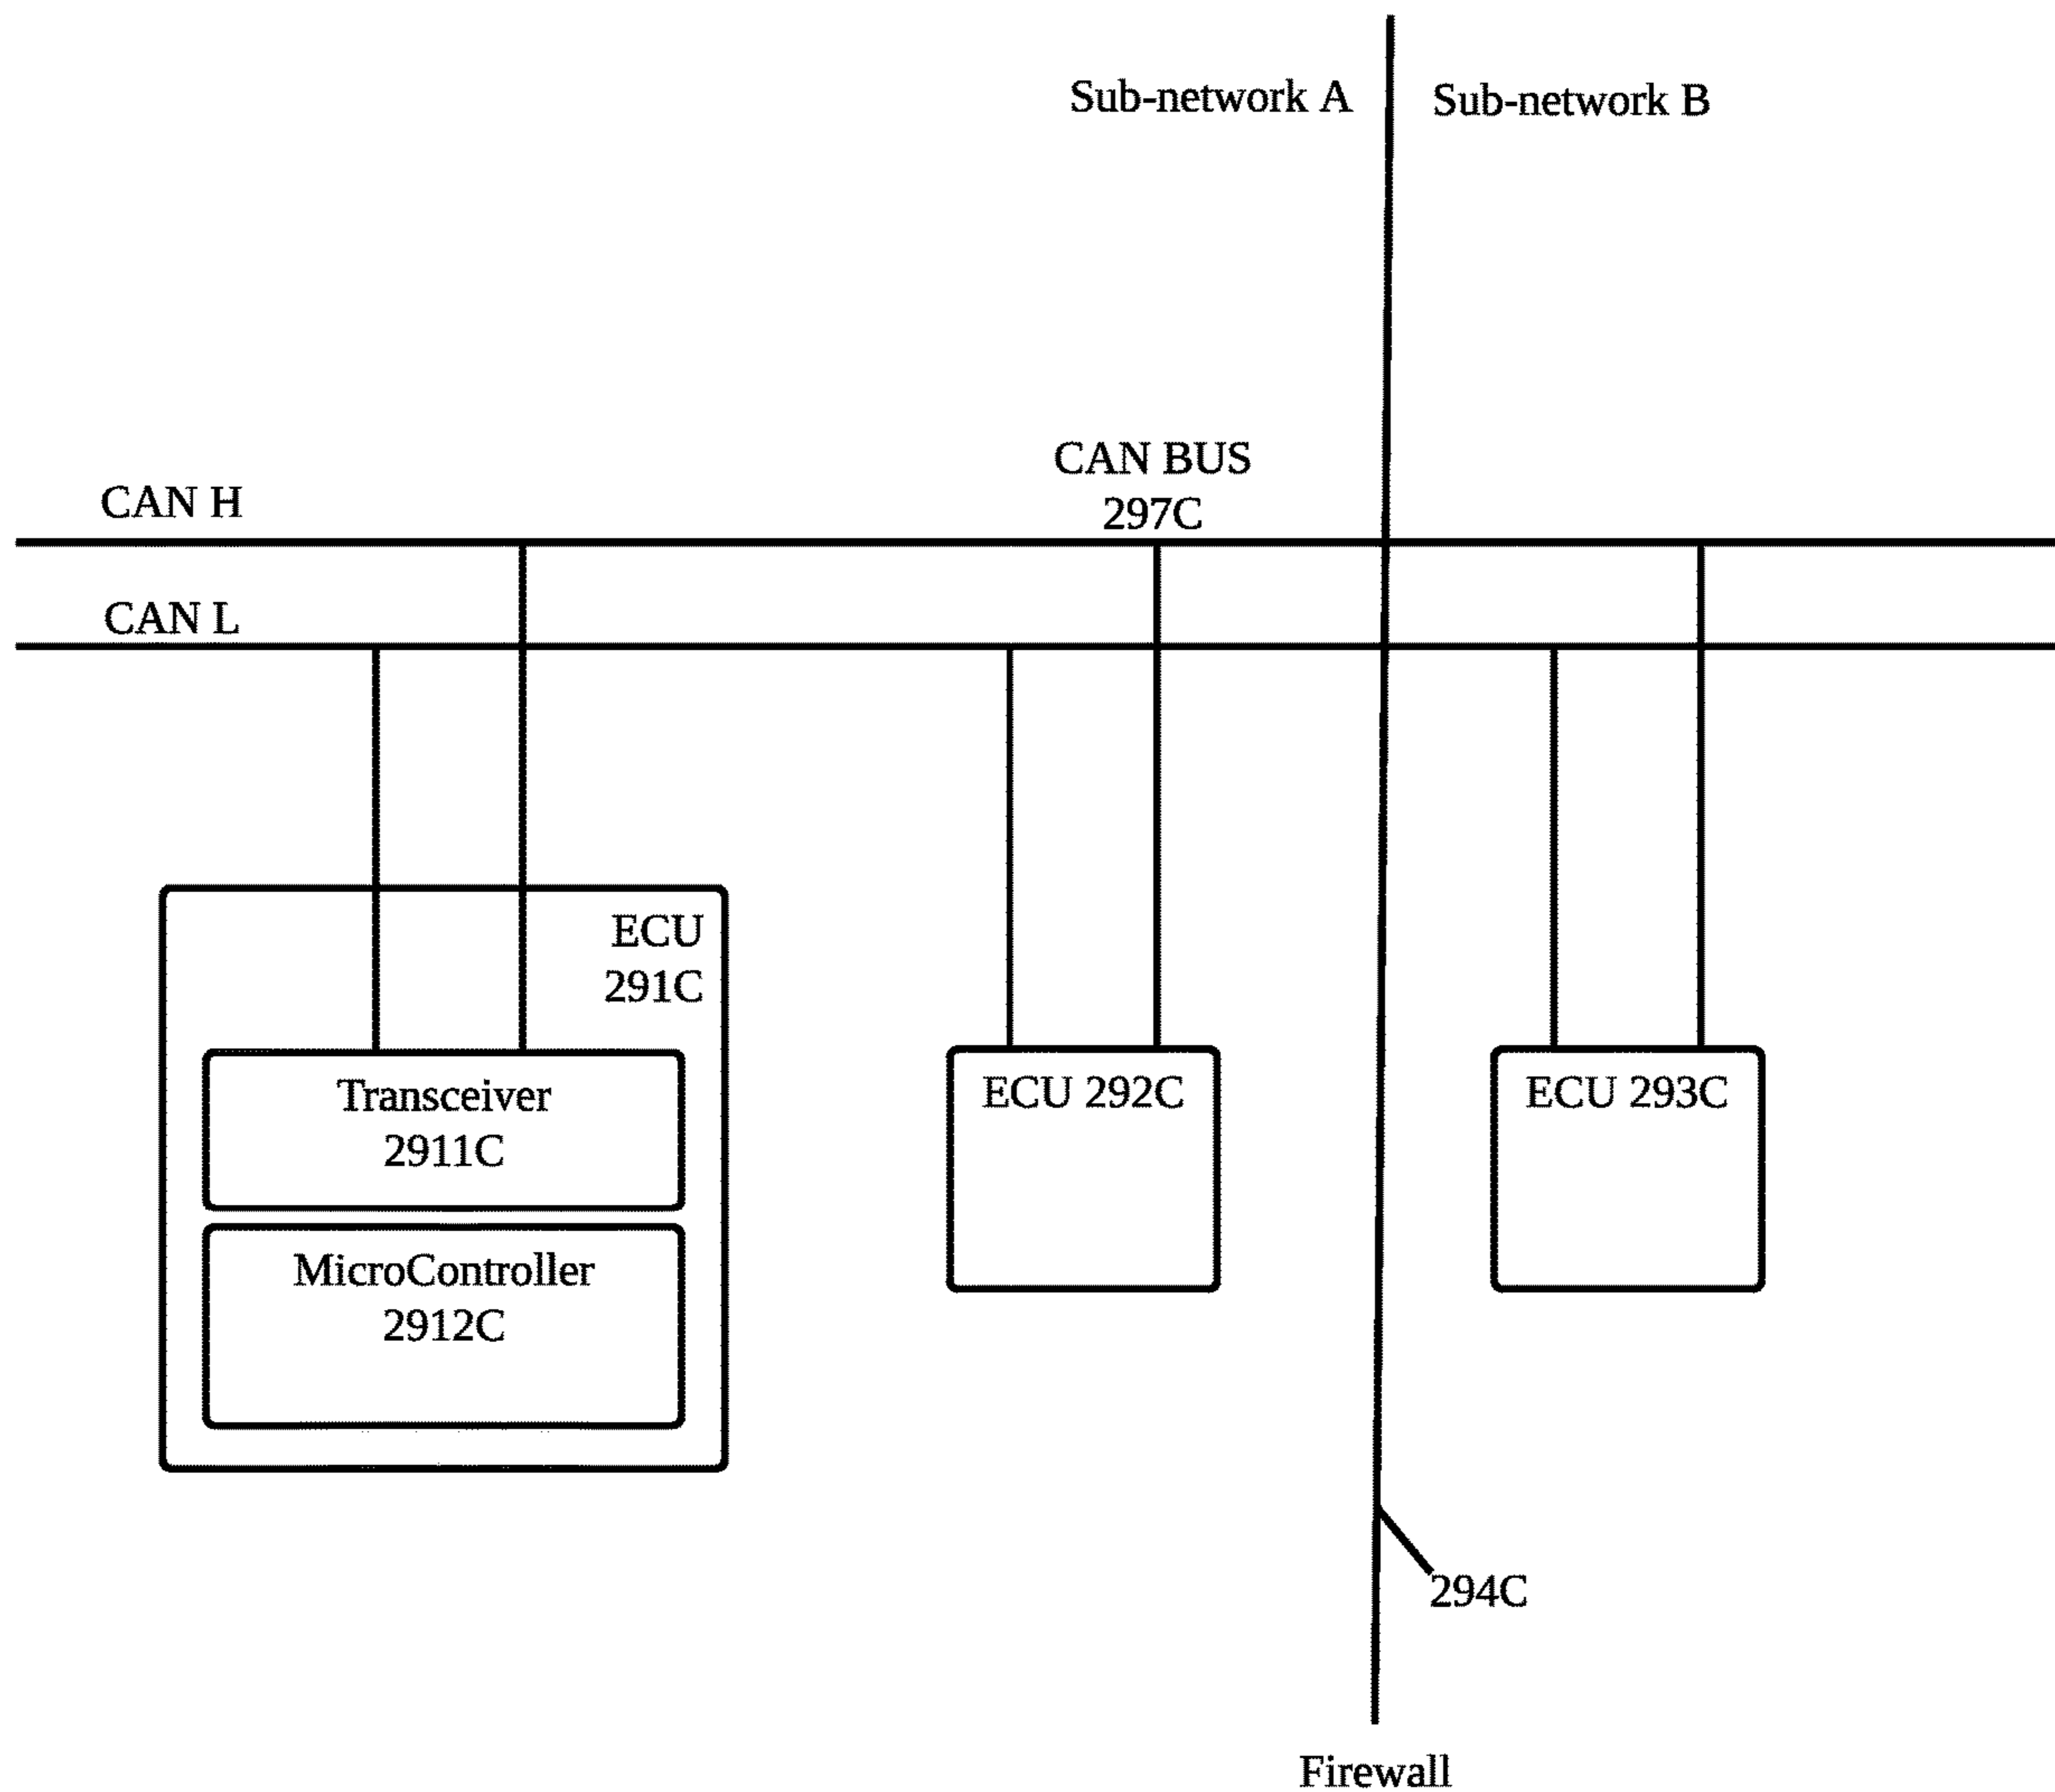 Sub-network A
Sub-network B
CAN BUS
297C
CAN H
CAN L
ECU
291C
Transceiver
2911C
MicroController
2912C
ECU 292C
ECU 293C
294C
Firewall